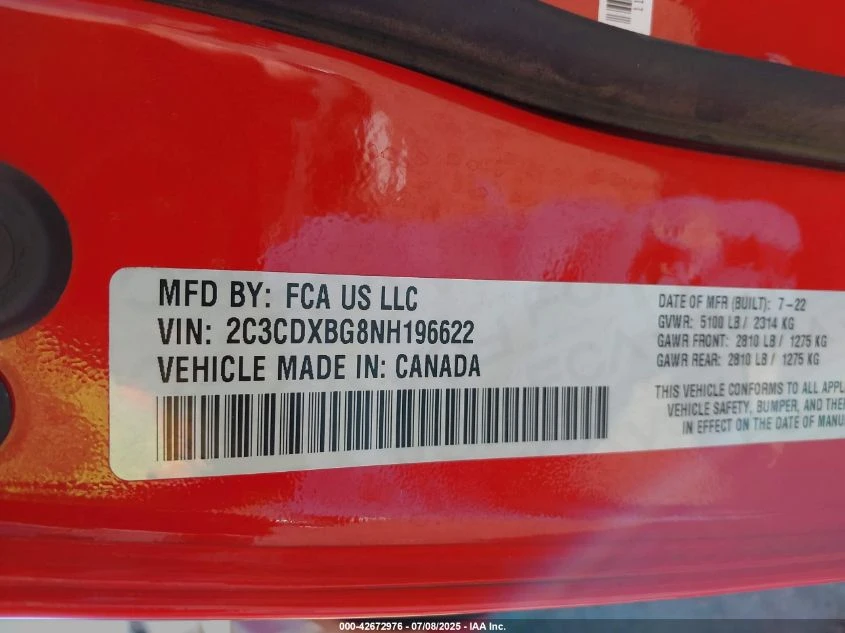 MFD BY: FCA US LLC
VIN: 2C3CDXBG8NH196622
VEHICLE MADE IN: CANADA
DATE OF MFR (BUILT): 7-22
GVWR: 5100 LB / 2314 KG
GAWR FRONT: 2810 LB / 1275 KG
GAWR REAR: 2810 LB / 1275 KG
THIS VEHICLE CONFORMS TO ALL APPL
VEHICLE SAFETY, BUMPER, AND THE
IN EFFECT ON THE DATE OF MANU
000-42672976 - 07/08/2025 - IAA Inc.